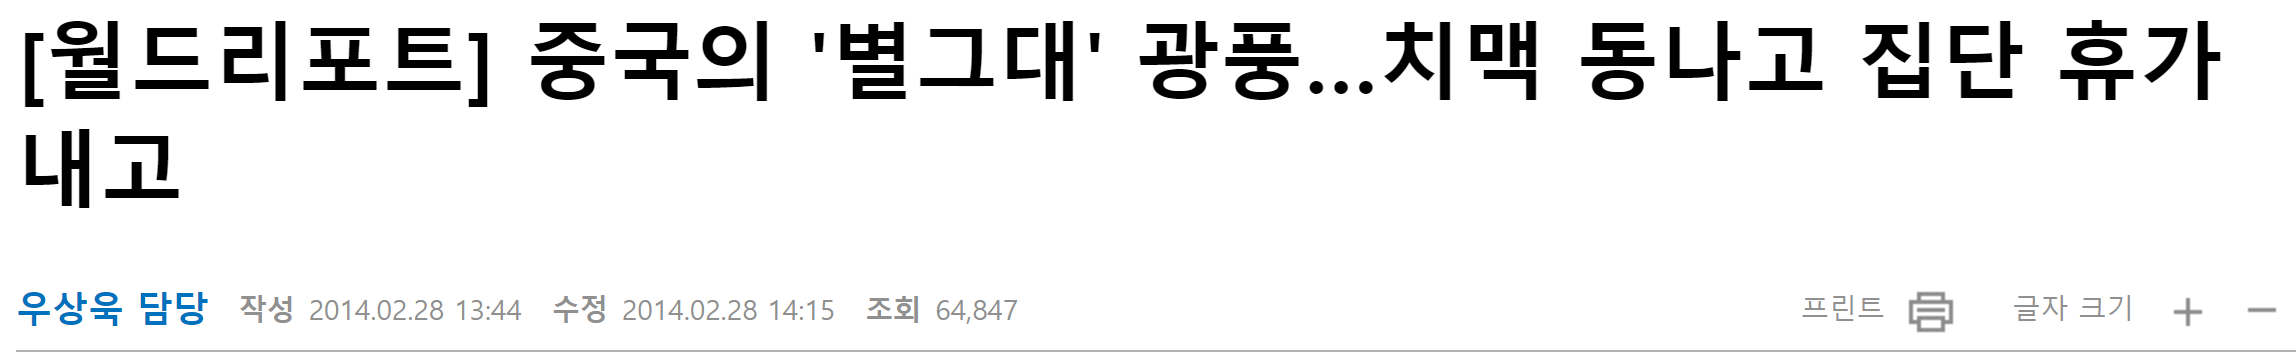 [월드리포트] 중국의 '별그대' 광풍...치맥 동나고 집단 휴가
내고
우상욱 담당 작성 2014.02.28 13:44 수정 2014.02.28 14:15 조회 64,847 프린트 글자 크기 + −